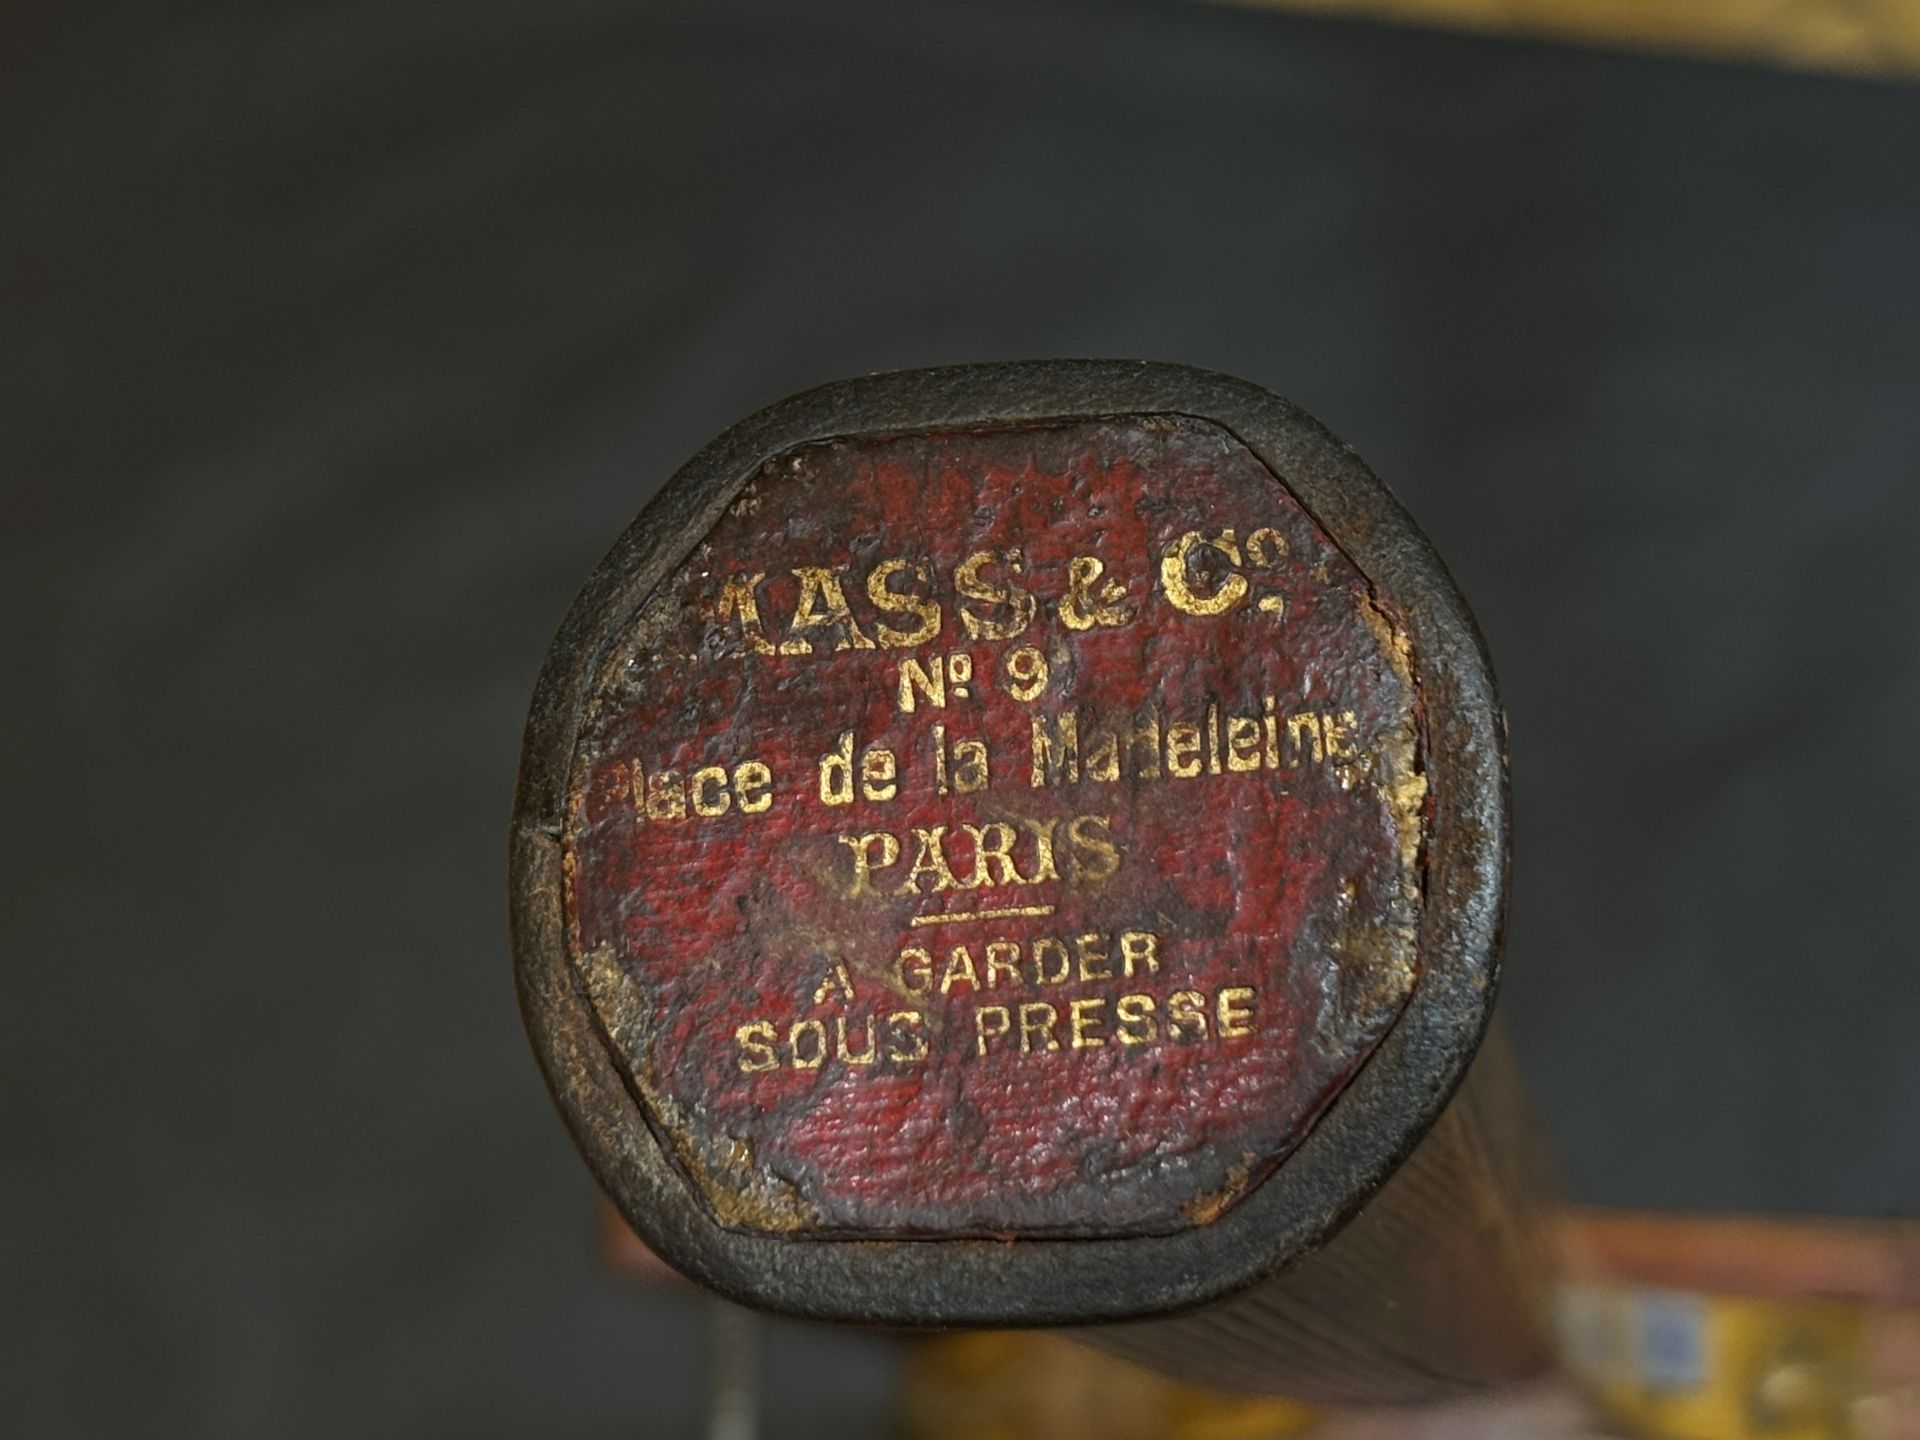 MASS & Co.
No 9
Place de la Madeleine
PARIS
A GARDER
SOUS PRESSE